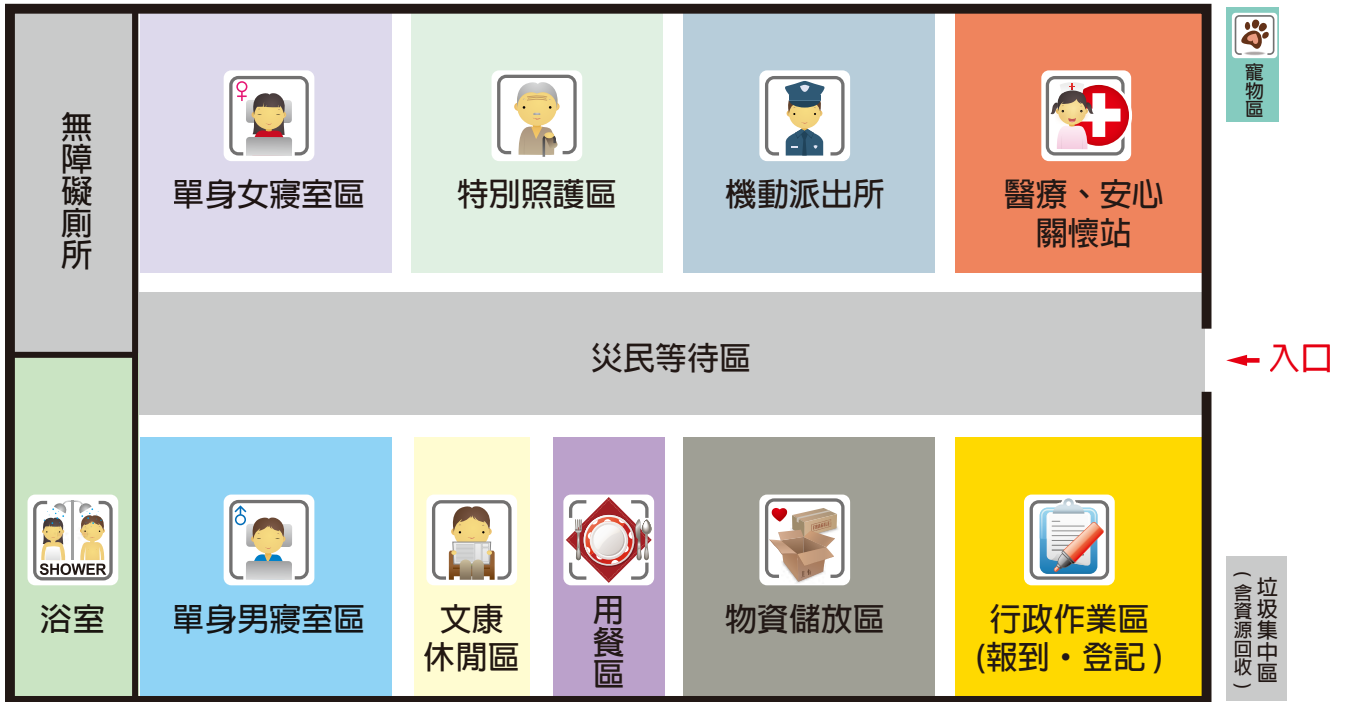 無障礙廁所
單身女寢室區
特別照護區
機動派出所
醫療、安心
關懷站
寵物區
災民等待區
入口
SHOWER
浴室
單身男寢室區
文康
休閒區
用餐區
物資儲放區
行政作業區
(報到・登記)
垃圾集中區
(含資源回收)